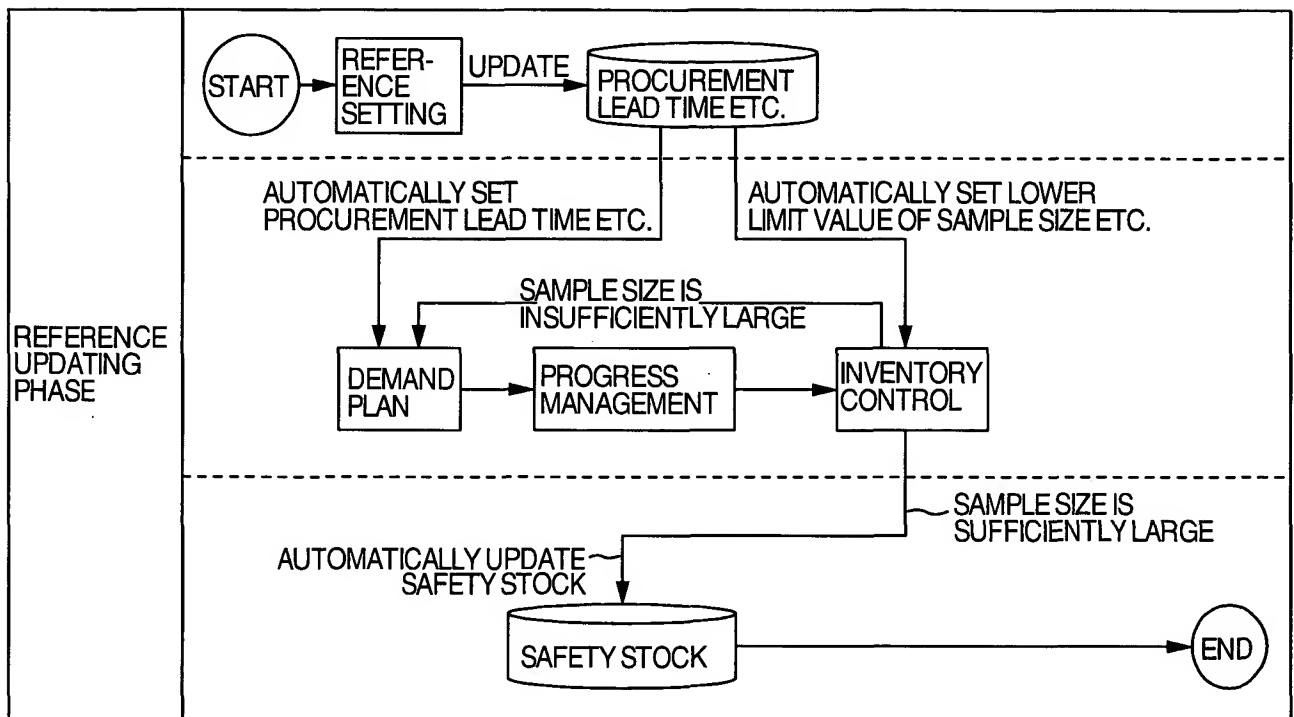 START
REFER-
ENCE
SETTING
UPDATE
PROCUREMENT
LEAD TIME ETC.
AUTOMATICALLY SET
PROCUREMENT LEAD TIME ETC.
AUTOMATICALLY SET LOWER
LIMIT VALUE OF SAMPLE SIZE ETC.
SAMPLE SIZE IS
INSUFFICIENTLY LARGE
REFERENCE
UPDATING
PHASE
DEMAND
PLAN
PROGRESS
MANAGEMENT
INVENTORY
CONTROL
SAMPLE SIZE IS
SUFFICIENTLY LARGE
AUTOMATICALLY UPDATE
SAFETY STOCK
SAFETY STOCK
END